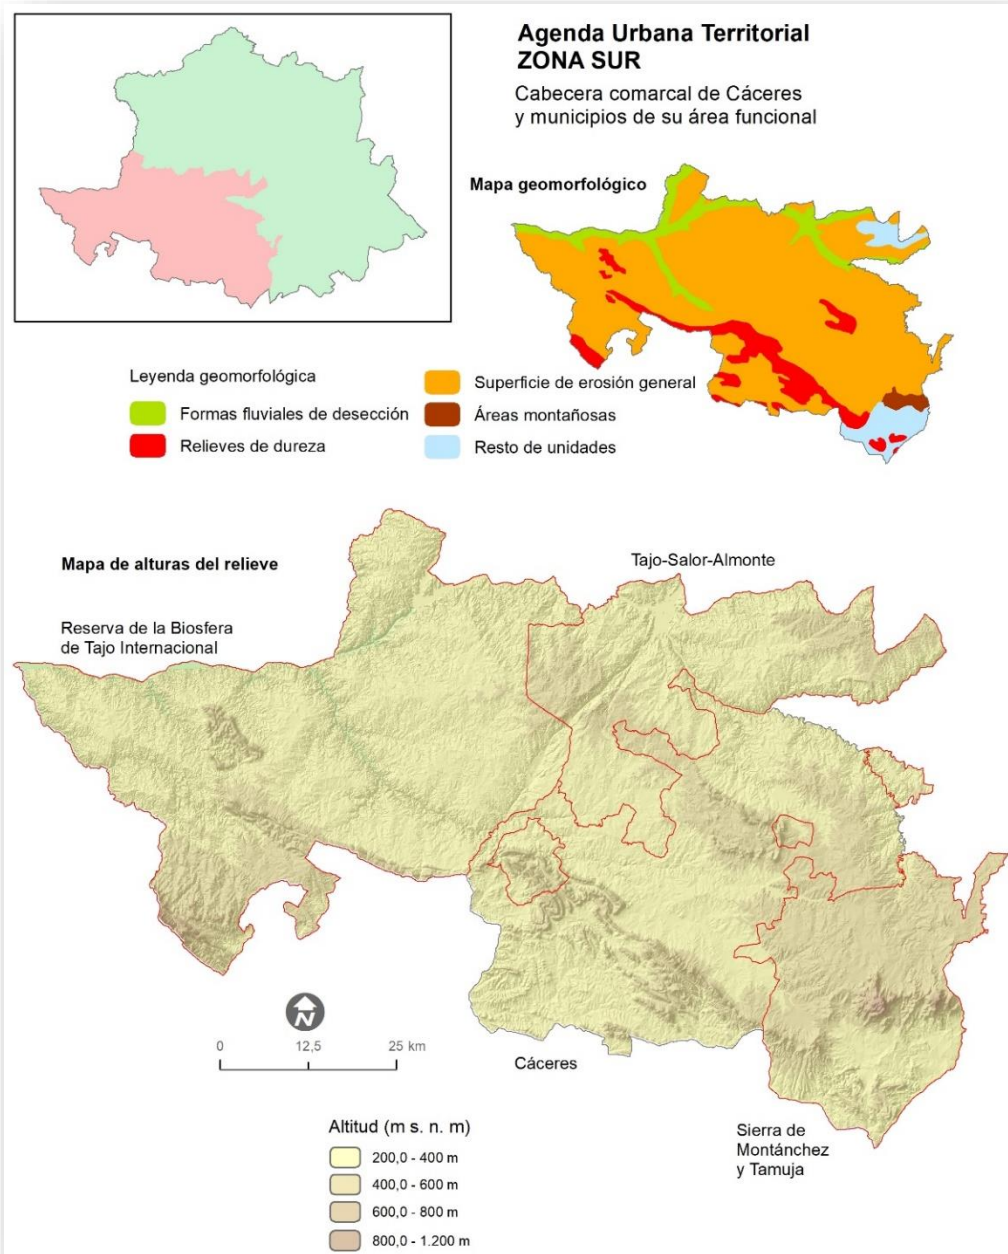 Agenda Urbana Territorial
ZONA SUR
Cabecera comarcal de Cáceres
y municipios de su área funcional
Mapa geomorfológico
Leyenda geomorfológica
Formas fluviales de desección
Relieves de dureza
Superficie de erosión general
Áreas montañosas
Resto de unidades
Mapa de alturas del relieve
Tajo-Salor-Almonte
Reserva de la Biosfera
de Tajo Internacional
N
0 12,5 25 km
Cáceres
Sierra de
Montánchez
y Tamuja
Altitud (m s. n. m)
200,0 - 400 m
400,0 - 600 m
600,0 - 800 m
800,0 - 1.200 m